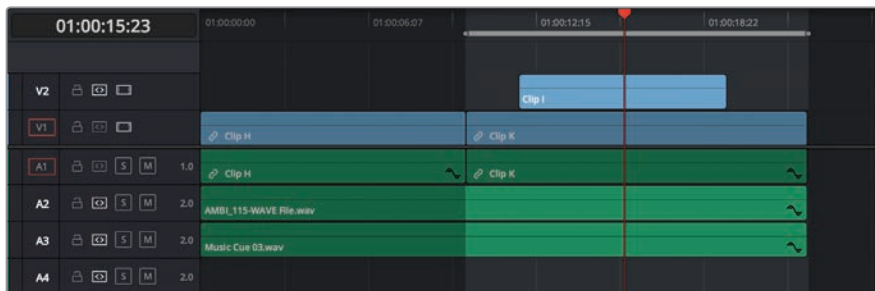 01:00:15:23 01:00:00:00 01:00:06:07 01:00:12:15 01:00:18:22
V2 Clip I
V1 Clip H Clip K
A1 S M 1.0 Clip H Clip K
A2 S M 2.0 AMBI_115-WAVE File.wav
A3 S M 2.0 Music Cue 03.wav
A4 S M 2.0